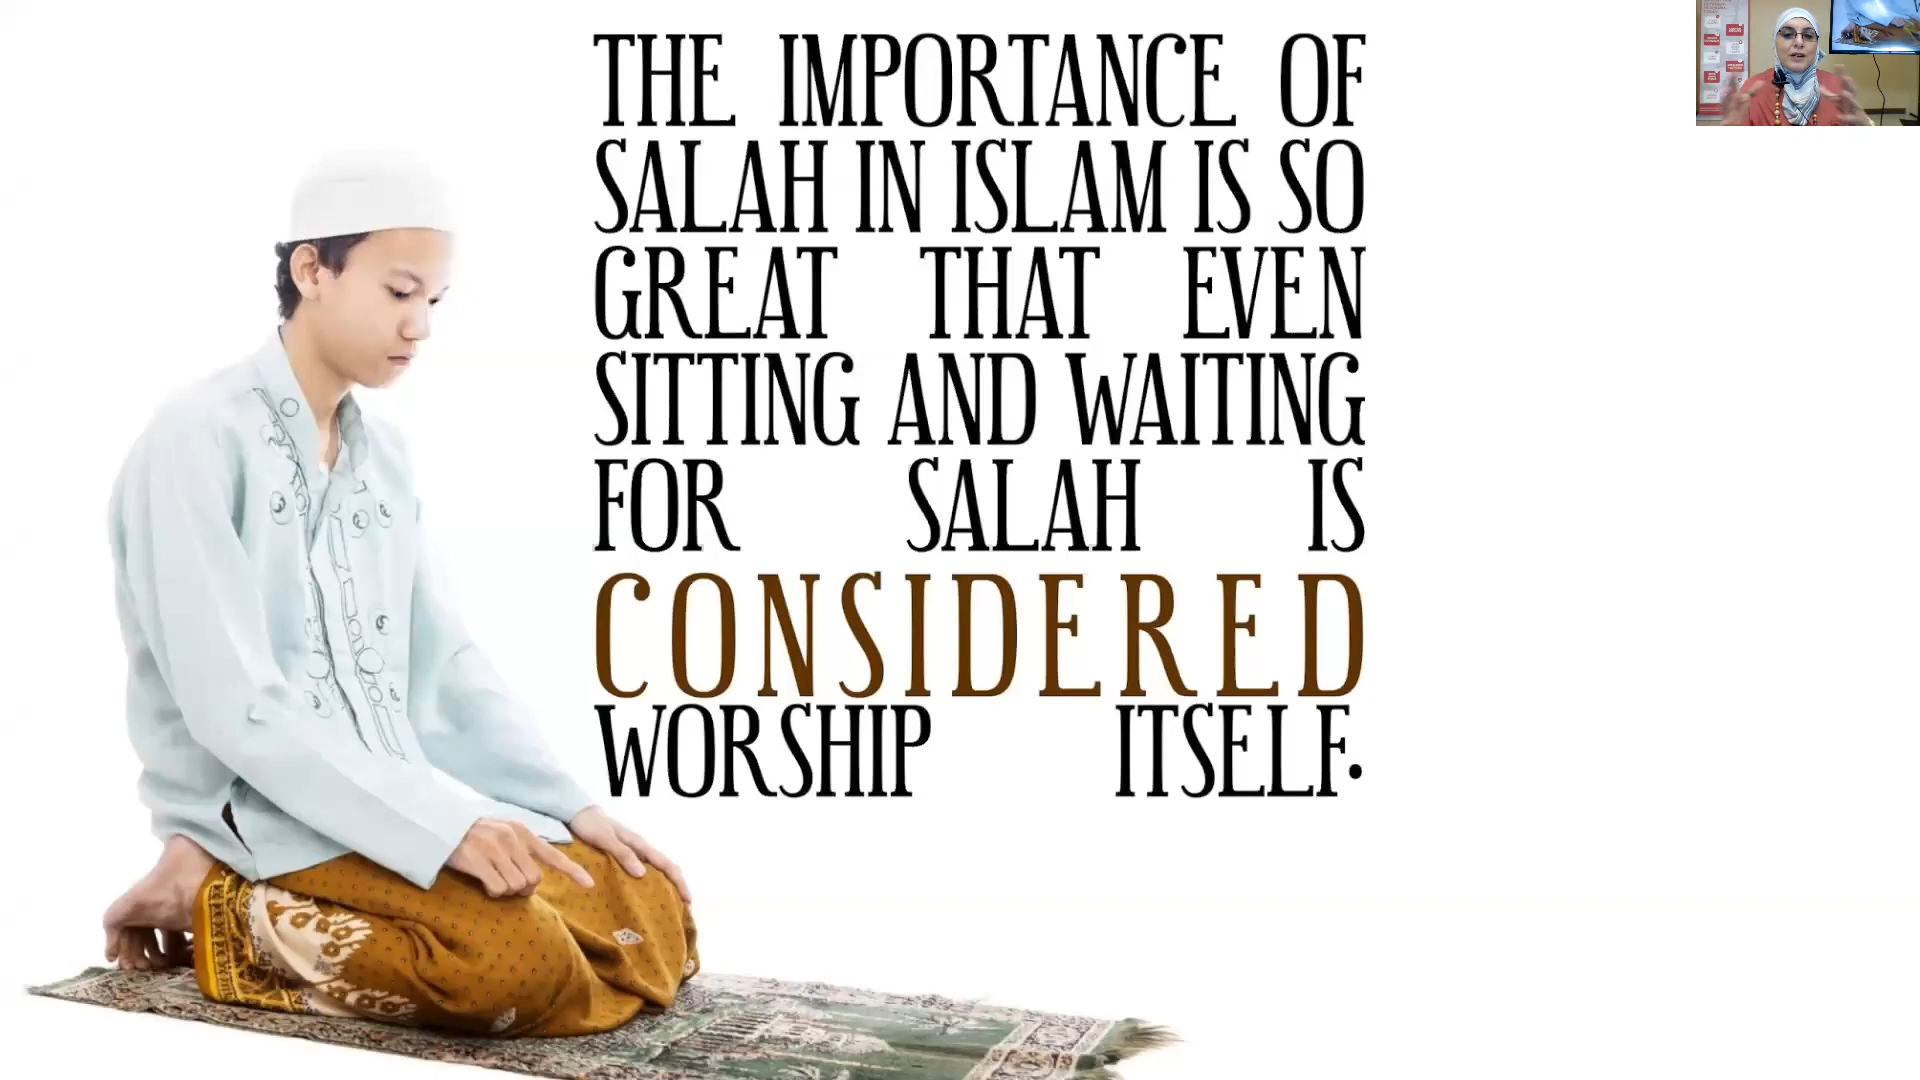 THE IMPORTANCE OF
SALAH IN ISLAM IS SO
GREAT THAT EVEN
SITTING AND WAITING
FOR SALAH IS
CONSIDERED
WORSHIP ITSELF.